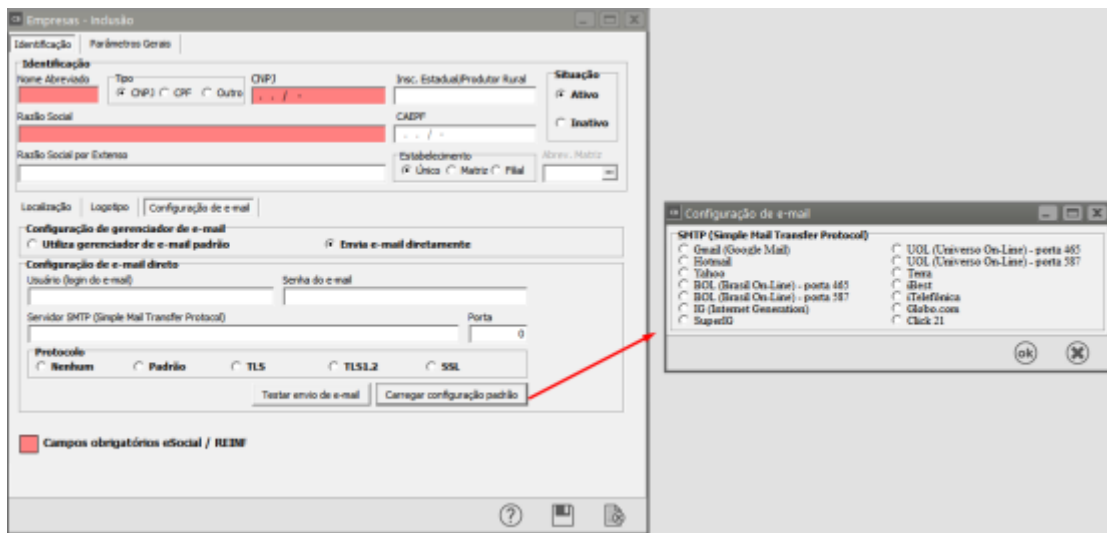 Empresas - Inclusão
Identificação Parâmetros Gerais
Identificação
Nome Abreviado Tipo CNPJ Insc. Estadual/Produtor Rural Situação
CNPJ CPF Outro . . / - Ativo
Razão Social CAEPF Inativo
. . / -
Razão Social por Extenso Estabelecimento Abrev. Matriz
Único Matriz Filial
Localização Logotipo Configuração de e-mail
Configuração de gerenciador de e-mail
Utiliza gerenciador de e-mail padrão Envia e-mail diretamente
Configuração de e-mail direto
Usuário (login do e-mail) Senha do e-mail
Servidor SMTP (Simple Mail Transfer Protocal) Porta
0
Protocolo
Nenhum Padrão TLS TLS1.2 SSL
Testar envio de e-mail Carregar configuração padrão
Campos obrigatórios eSocial / REINF
Configuração de e-mail
SMTP (Simple Mail Transfer Protocol)
Gmail (Google Mail) UOL (Universo On-Line) - porta 465
Hotmail UOL (Universo On-Line) - porta 587
Yahoo Terra
BOL (Brasil On-Line) - porta 465 iBest
BOL (Brasil On-Line) - porta 587 iTelefônica
IG (Internet Generation) Globo.com
SuperIG Click 21
ok